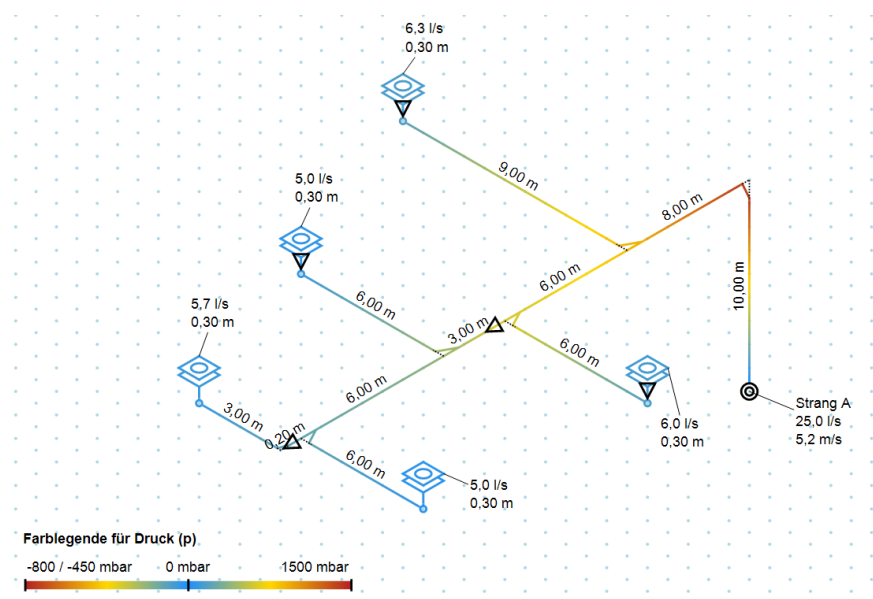 6,3 l/s
0,30 m
9,00 m
5,0 l/s
0,30 m
8,00 m
6,00 m
10,00 m
6,00 m
3,00 m
5,7 l/s
0,30 m
6,00 m
6,00 m
3,00 m
0,20 m
6,00 m
6,0 l/s
0,30 m
Strang A
25,0 l/s
5,2 m/s
5,0 l/s
0,30 m
Farblegende für Druck (p)
-800 / -450 mbar 0 mbar 1500 mbar